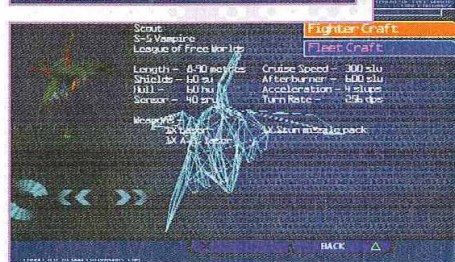 Scout
S-S Vampire
League of Free Worlds
Fighter Craft
Fleet Craft
Length - 8.90 metres
Shields - 60 su
Hull - 60 hu
Sensor - 40 sru
Cruise Speed - 300 slu
Afterburner - 600 slu
Acceleration - 4 slups
Turn Rate - 256 dps
Weapons -
1X Laser
1X Stun missile pack
BACK